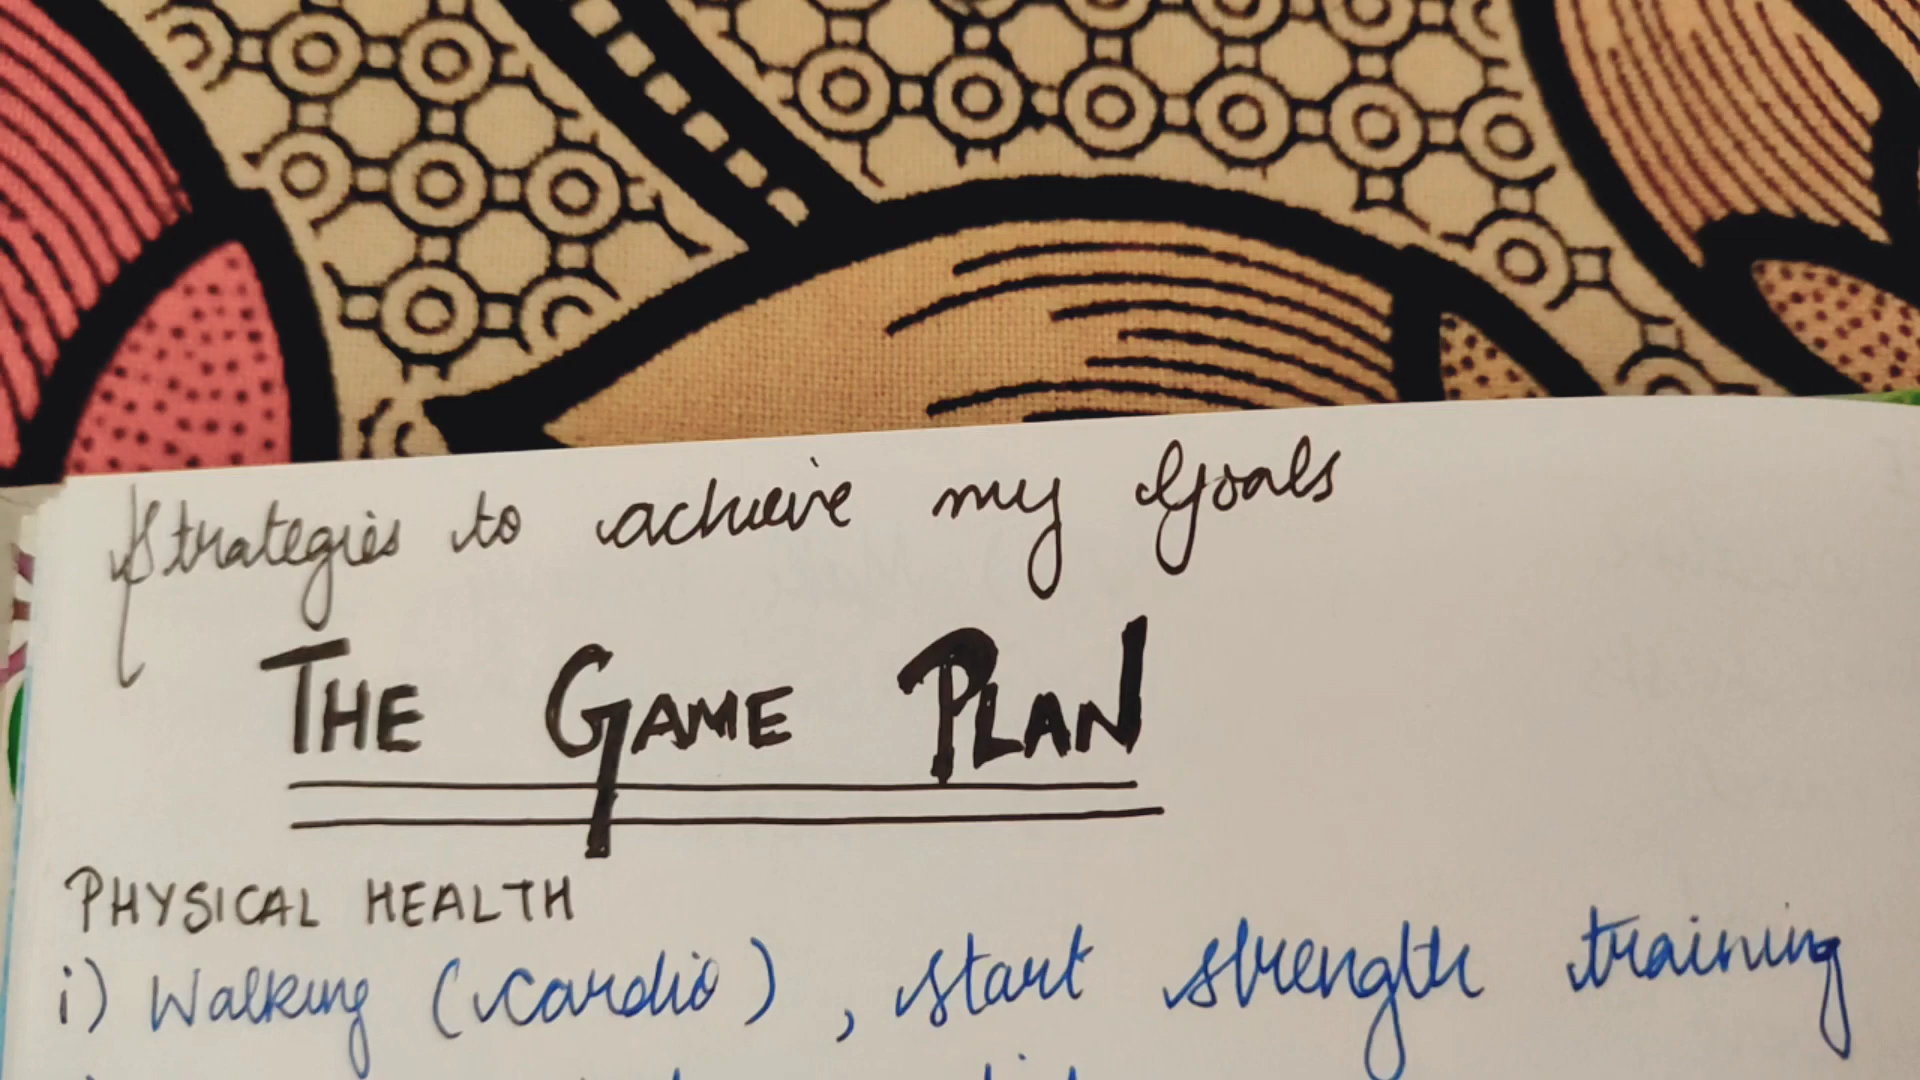 Strategies to achieve my Goals
THE GAME PLAN
PHYSICAL HEALTH
i) Walking (Cardio), start strength training